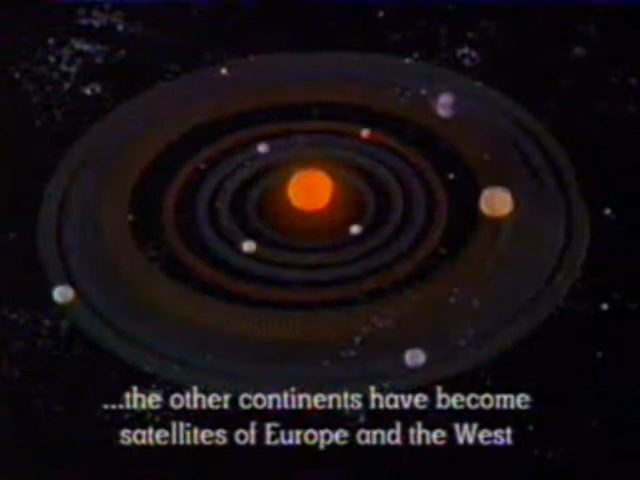 ...the other continents have become
satellites of Europe and the West